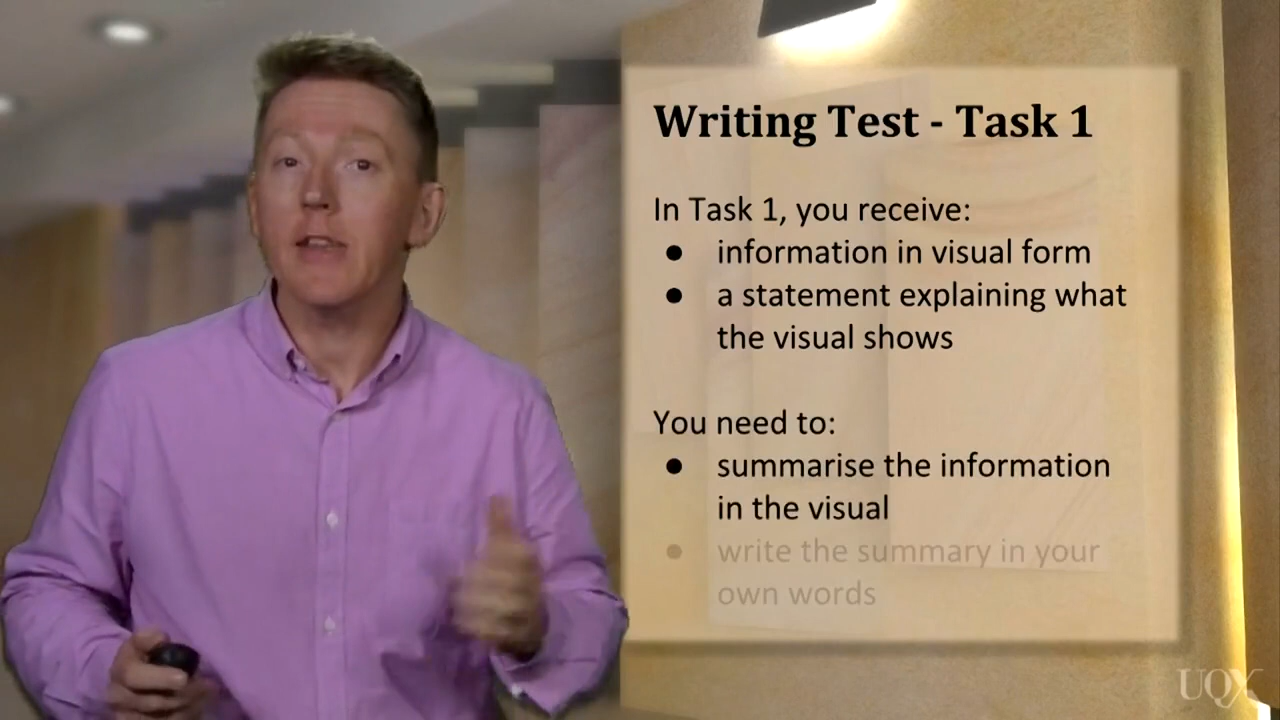 Writing Test - Task 1
In Task 1, you receive:
● information in visual form
● a statement explaining what
the visual shows
You need to:
● summarise the information
in the visual
● write the summary in your
own words
UQX